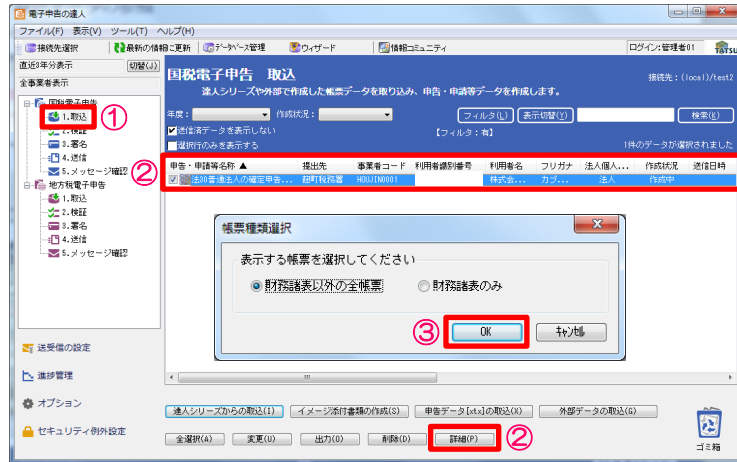 電子申告の達人
ファイル(F) 表示(V) ツール(T) ヘルプ(H)
接続先選択 最新の情報に更新 データベース管理 ウィザード 情報コミュニティ ログイン:管理者01
直近3年分表示 切替(J)
全事業者表示
国税電子申告
1.取込
①
2.検証
3.署名
4.送信
5.メッセージ確認
地方税電子申告
1.取込
2.検証
3.署名
4.送信
5.メッセージ確認
送受信の設定
進捗管理
オプション
セキュリティ例外設定
国税電子申告 取込
接続先:(local)/test2
達人シリーズや外部で作成した帳票データを取り込み、申告・申請等データを作成します。
年度: 作成状況: フィルタ(L) 表示切替(Y) 検索(K)
送信済データを表示しない 【フィルタ:有】
選択行のみを表示する 1件のデータが選択されました
②
申告・申請等名称 ▲ 提出先 事業者コード 利用者識別番号 利用者名 フリガナ 法人個人... 作成状況 送信日時
法80普通法人の確定申告... 麹町税務署 HOUJIN0001 株式会... カブ... 法人 作成中
帳票種類選択
表示する帳票を選択してください
財務諸表以外の全帳票 財務諸表のみ
③ OK キャンセル
達人シリーズからの取込(I) イメージ添付書類の作成(S) 申告データ[xtx]の取込(X) 外部データの取込(G)
全選択(A) 変更(U) 出力(O) 削除(D) 詳細(P) ②
ゴミ箱